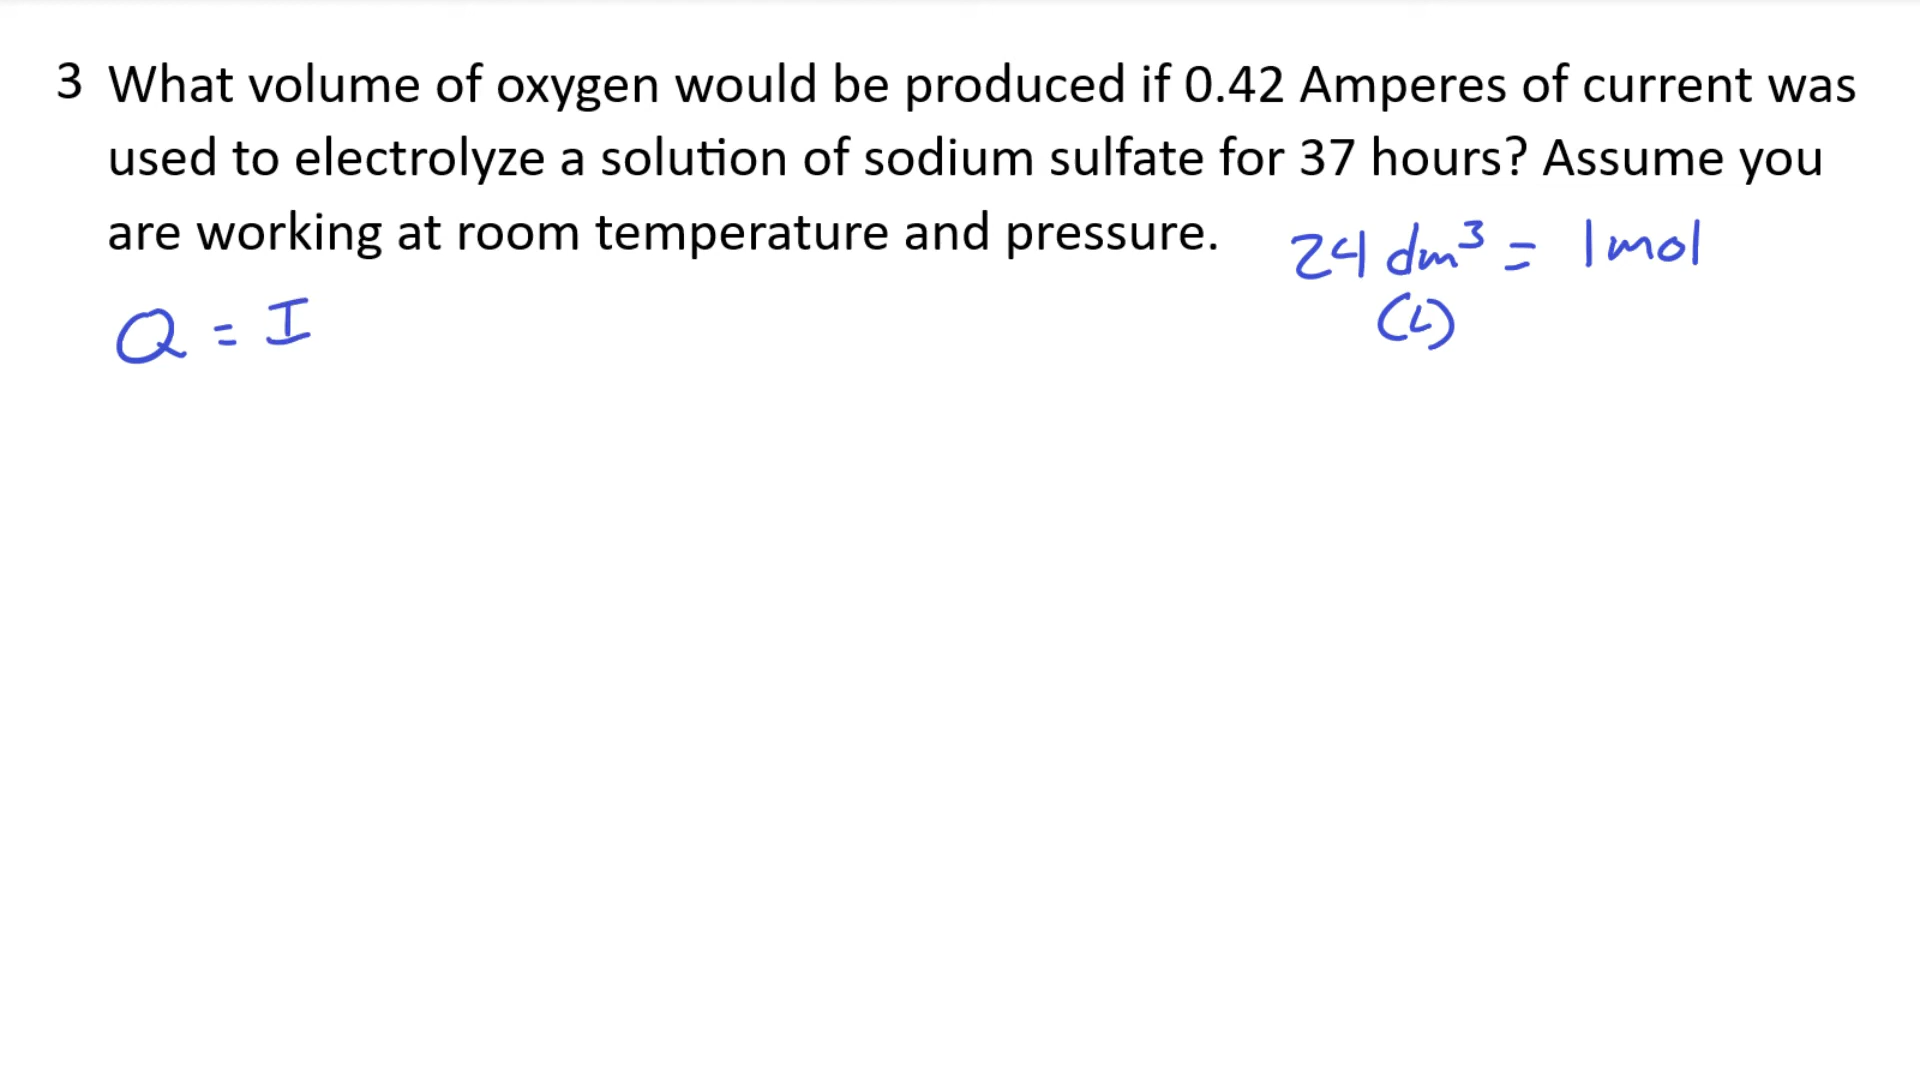 3 What volume of oxygen would be produced if 0.42 Amperes of current was
used to electrolyze a solution of sodium sulfate for 37 hours? Assume you
are working at room temperature and pressure. 24 dm³ = 1 mol
(L)
Q = I